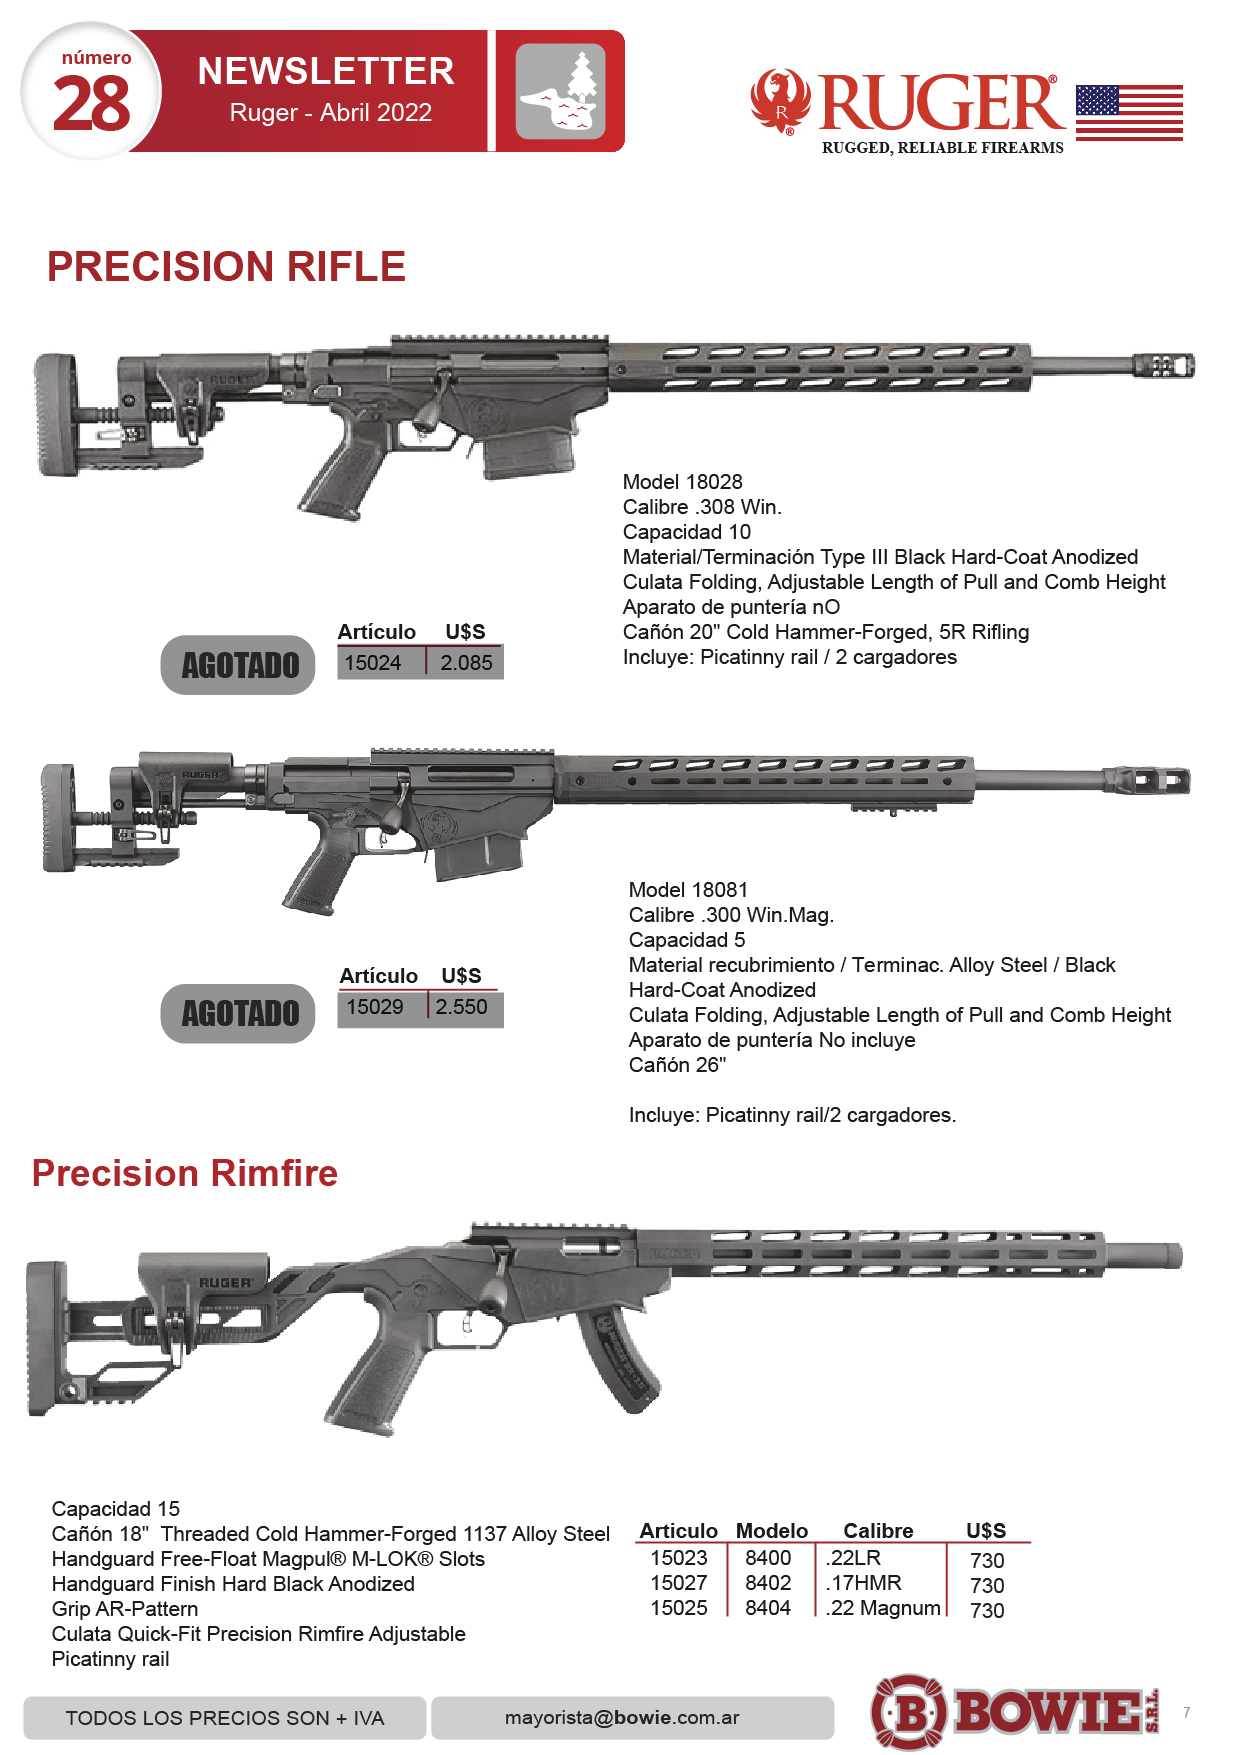 número
28
NEWSLETTER
Ruger - Abril 2022
R
RUGER®
®
RUGGED, RELIABLE FIREARMS
PRECISION RIFLE
RUGER
Model 18028
Calibre .308 Win.
Capacidad 10
Material/Terminación Type III Black Hard-Coat Anodized
Culata Folding, Adjustable Length of Pull and Comb Height
Aparato de puntería nO
Cañón 20" Cold Hammer-Forged, 5R Rifling
Incluye: Picatinny rail / 2 cargadores
AGOTADO
Artículo U$S
15024 2.085
RUGER
Model 18081
Calibre .300 Win.Mag.
Capacidad 5
Material recubrimiento / Terminac. Alloy Steel / Black
Hard-Coat Anodized
Culata Folding, Adjustable Length of Pull and Comb Height
Aparato de puntería No incluye
Cañón 26"
Incluye: Picatinny rail/2 cargadores.
AGOTADO
Artículo U$S
15029 2.550
Precision Rimfire
RUGER
RUGER
Capacidad 15
Cañón 18" Threaded Cold Hammer-Forged 1137 Alloy Steel
Handguard Free-Float Magpul® M-LOK® Slots
Handguard Finish Hard Black Anodized
Grip AR-Pattern
Culata Quick-Fit Precision Rimfire Adjustable
Picatinny rail
Articulo Modelo Calibre U$S
15023 8400 .22LR 730
15027 8402 .17HMR 730
15025 8404 .22 Magnum 730
TODOS LOS PRECIOS SON + IVA
mayorista@bowie.com.ar
B BOWIE S.R.L.
7